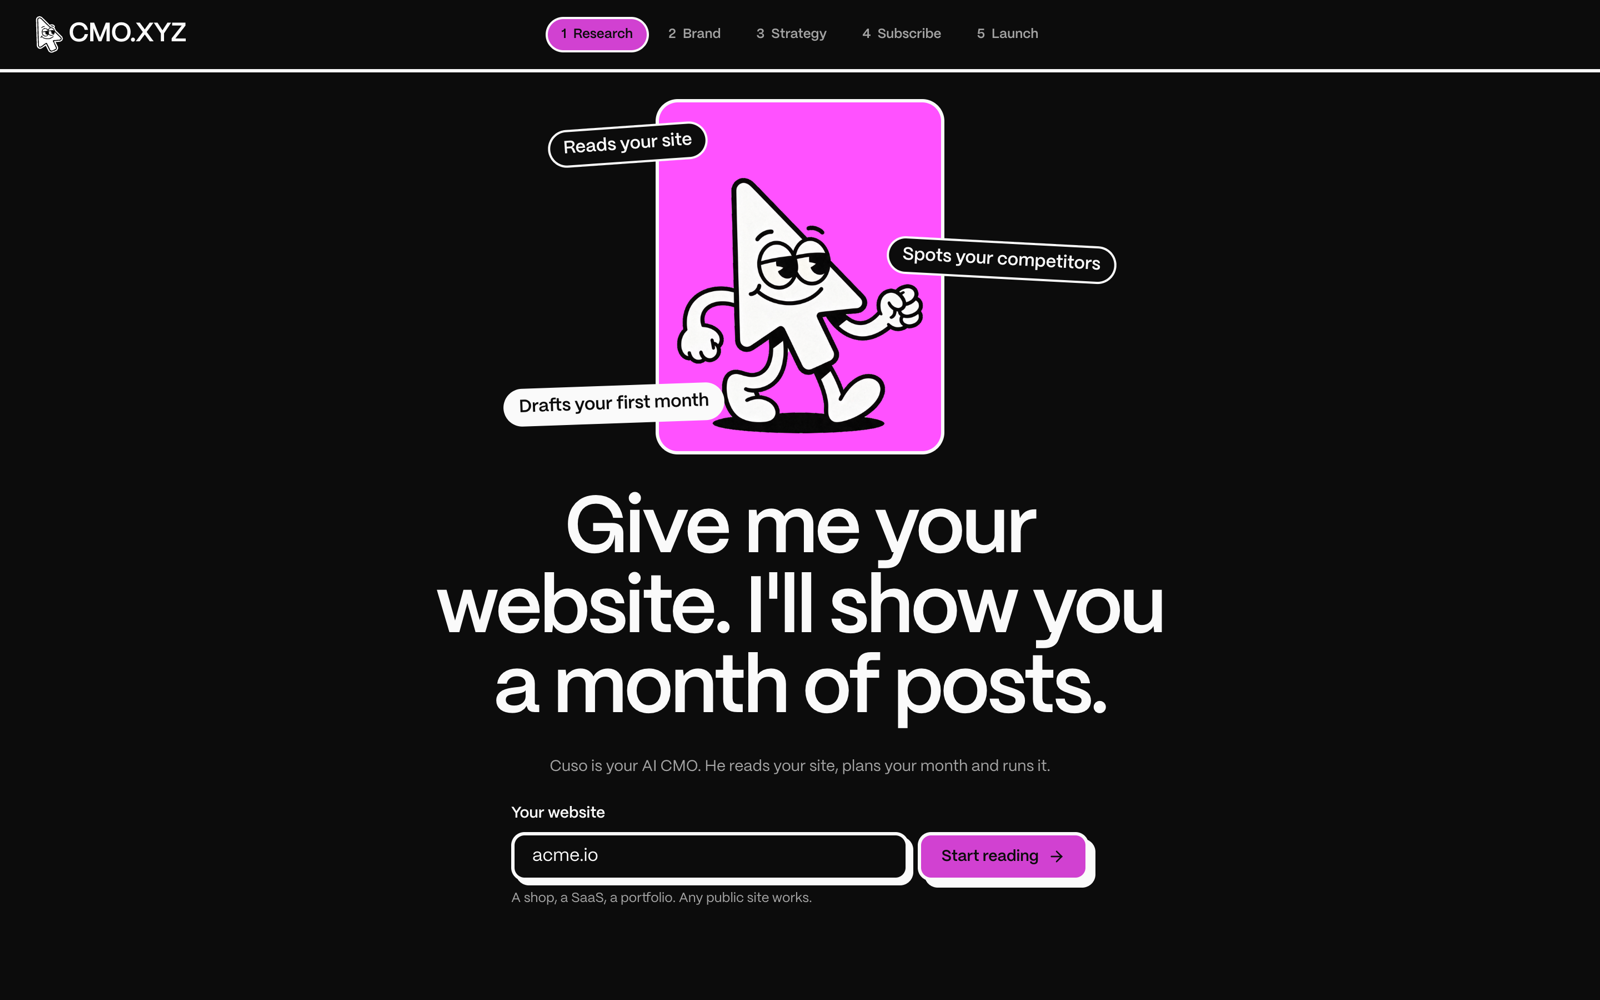 CMO.XYZ
1 Research
2 Brand
3 Strategy
4 Subscribe
5 Launch
Reads your site
Spots your competitors
Drafts your first month
Give me your
website. I'll show you
a month of posts.
Cuso is your AI CMO. He reads your site, plans your month and runs it.
Your website
acme.io
Start reading →
A shop, a SaaS, a portfolio. Any public site works.